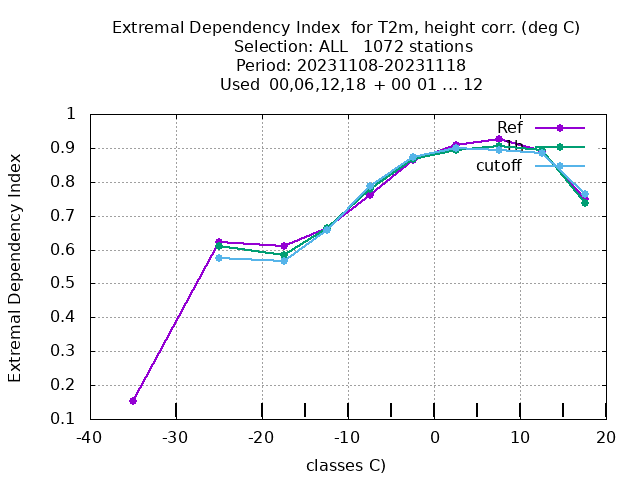 Extremal Dependency Index  for T2m, height corr. (deg C)
Selection: ALL   1072 stations
Period: 20231108-20231118
Used  00,06,12,18  + 00 01 ... 12
Extremal Dependency Index
1
0.9
0.8
0.7
0.6
0.5
0.4
0.3
0.2
0.1
Ref
cutoff
-40
-30
-20
-10
0
10
20
classes C)